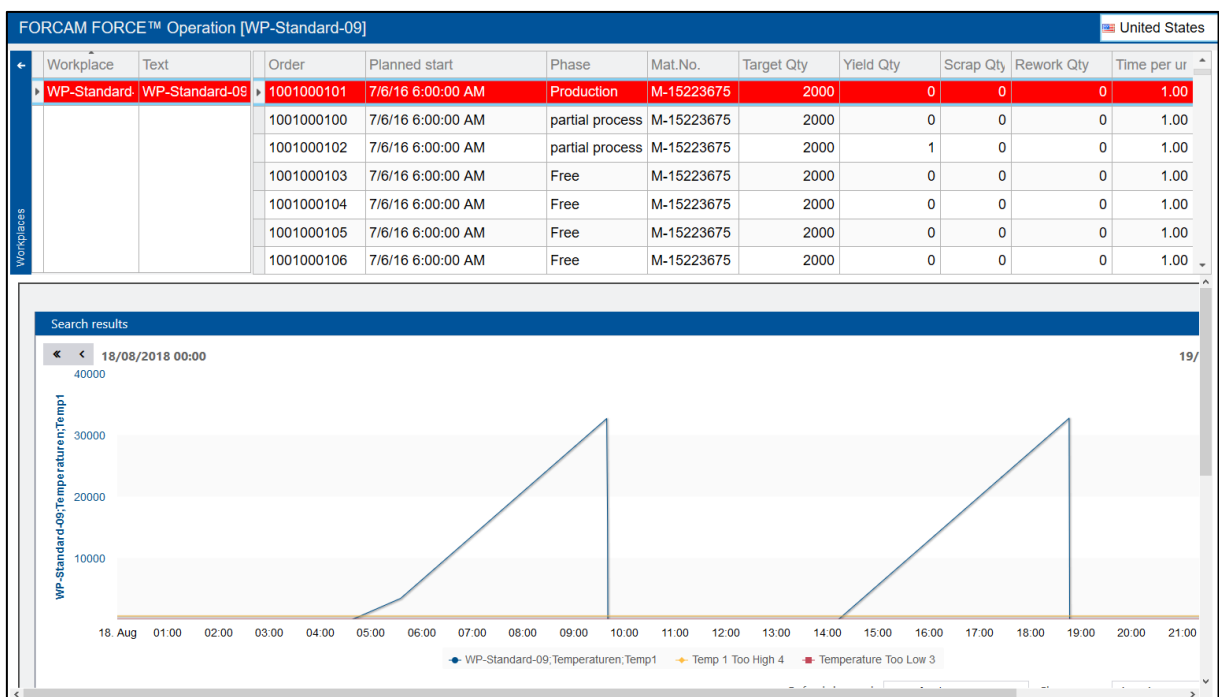 FORCAM FORCE™ Operation [WP-Standard-09]
United States
Workplace Text Order Planned start Phase Mat.No. Target Qty Yield Qty Scrap Qty Rework Qty Time per ur
WP-Standard- WP-Standard-09 1001000101 7/6/16 6:00:00 AM Production M-15223675 2000 0 0 0 1.00
1001000100 7/6/16 6:00:00 AM partial process M-15223675 2000 0 0 0 1.00
1001000102 7/6/16 6:00:00 AM partial process M-15223675 2000 1 0 0 1.00
1001000103 7/6/16 6:00:00 AM Free M-15223675 2000 0 0 0 1.00
1001000104 7/6/16 6:00:00 AM Free M-15223675 2000 0 0 0 1.00
1001000105 7/6/16 6:00:00 AM Free M-15223675 2000 0 0 0 1.00
1001000106 7/6/16 6:00:00 AM Free M-15223675 2000 0 0 0 1.00
Workplaces
Search results
18/08/2018 00:00
19/
40000
30000
20000
10000
WP-Standard-09;Temperaturen;Temp1
18. Aug 01:00 02:00 03:00 04:00 05:00 06:00 07:00 08:00 09:00 10:00 11:00 12:00 13:00 14:00 15:00 16:00 17:00 18:00 19:00 20:00 21:00
WP-Standard-09;Temperaturen;Temp1 Temp 1 Too High 4 Temperature Too Low 3